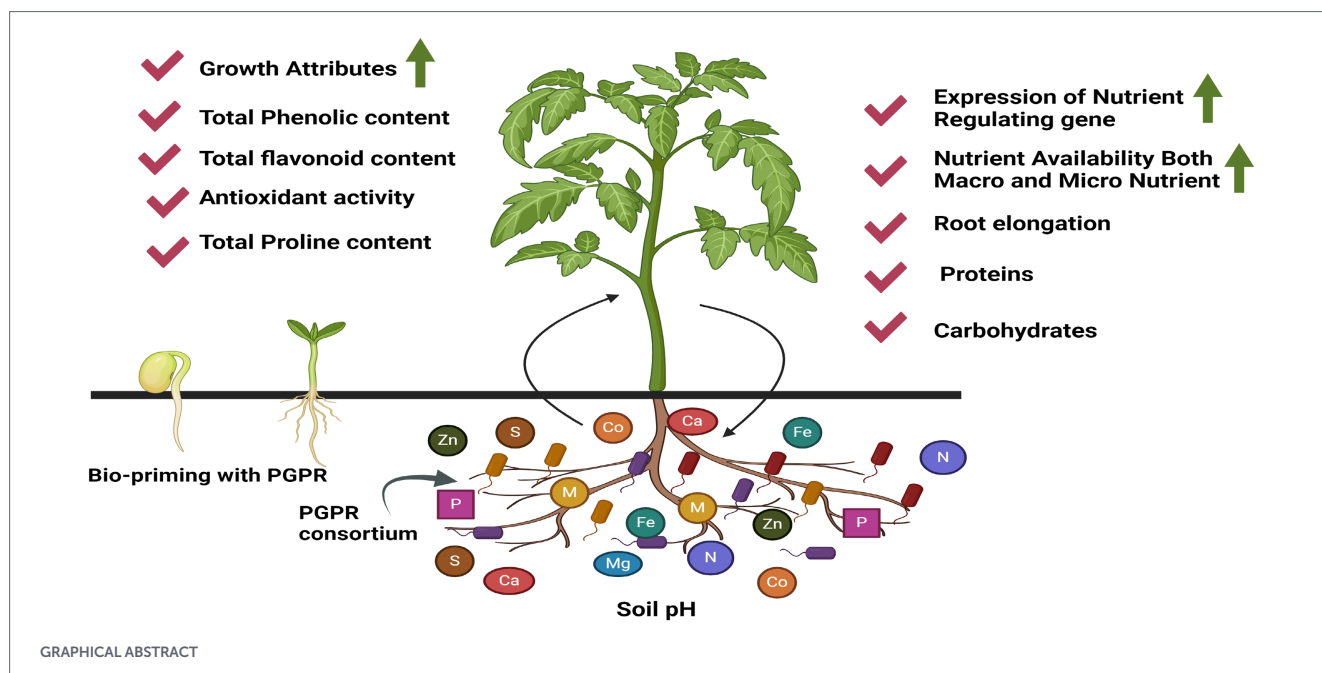 Growth Attributes
Total Phenolic content
Total flavonoid content
Antioxidant activity
Total Proline content
Expression of Nutrient
Regulating gene
Nutrient Availability Both
Macro and Micro Nutrient
Root elongation
Proteins
Carbohydrates
Bio-priming with PGPR
PGPR
consortium
Zn
S
Co
Ca
Fe
N
P
M
M
P
Fe
Zn
S
Ca
Mg
N
Co
Soil pH
GRAPHICAL ABSTRACT